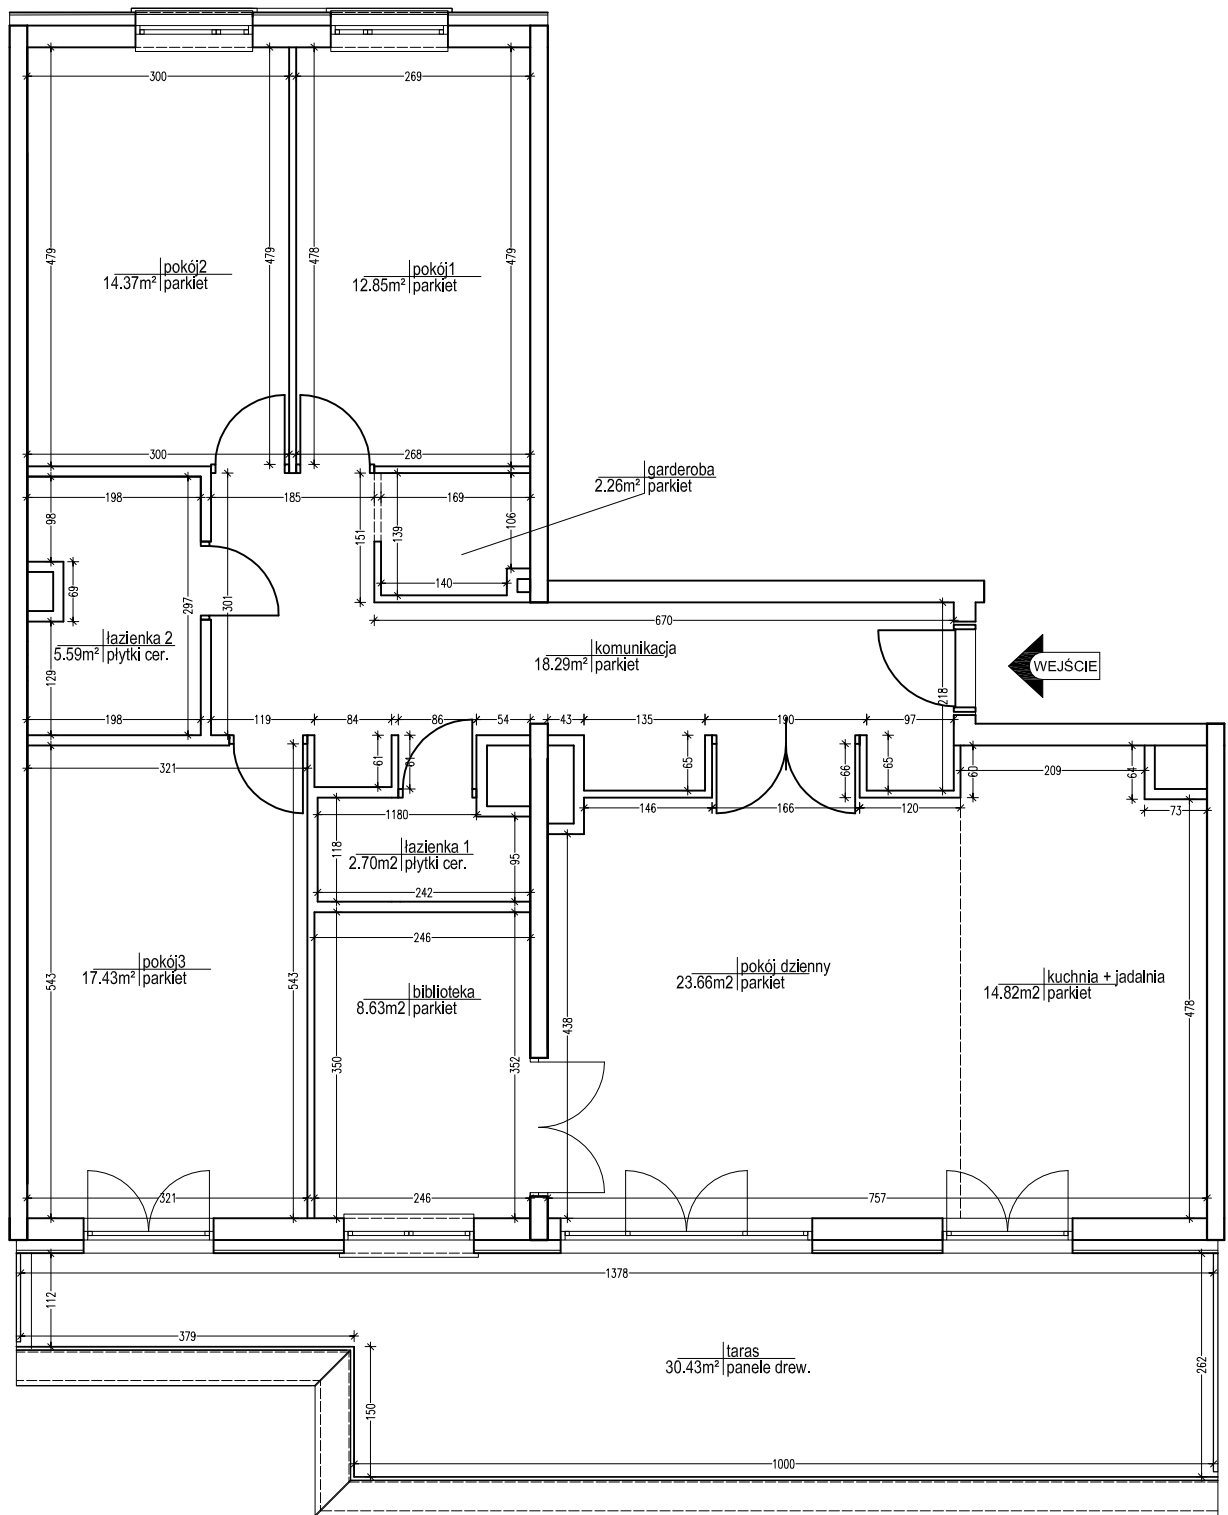 300
269
479
479
478
479
pokój2
14.37m² parkiet
pokój1
12.85m² parkiet
300
268
garderoba
2.26m² parkiet
198
185
169
98
151
139
106
69
297
301
140
670
łazienka 2
5.59m² płytki cer.
komunikacja
18.29m² parkiet
WEJŚCIE
129
218
198
119
84
86
54
43
135
190
97
321
61
61
65
66
65
60
209
64
146
166
120
73
1180
118
łazienka 1
2.70m2 płytki cer.
95
242
246
543
543
pokój3
17.43m² parkiet
biblioteka
8.63m2 parkiet
pokój dzienny
23.66m2 parkiet
kuchnia + jadalnia
14.82m2 parkiet
438
478
350
352
321
246
757
1378
112
379
taras
30.43m² panele drew.
262
150
1000